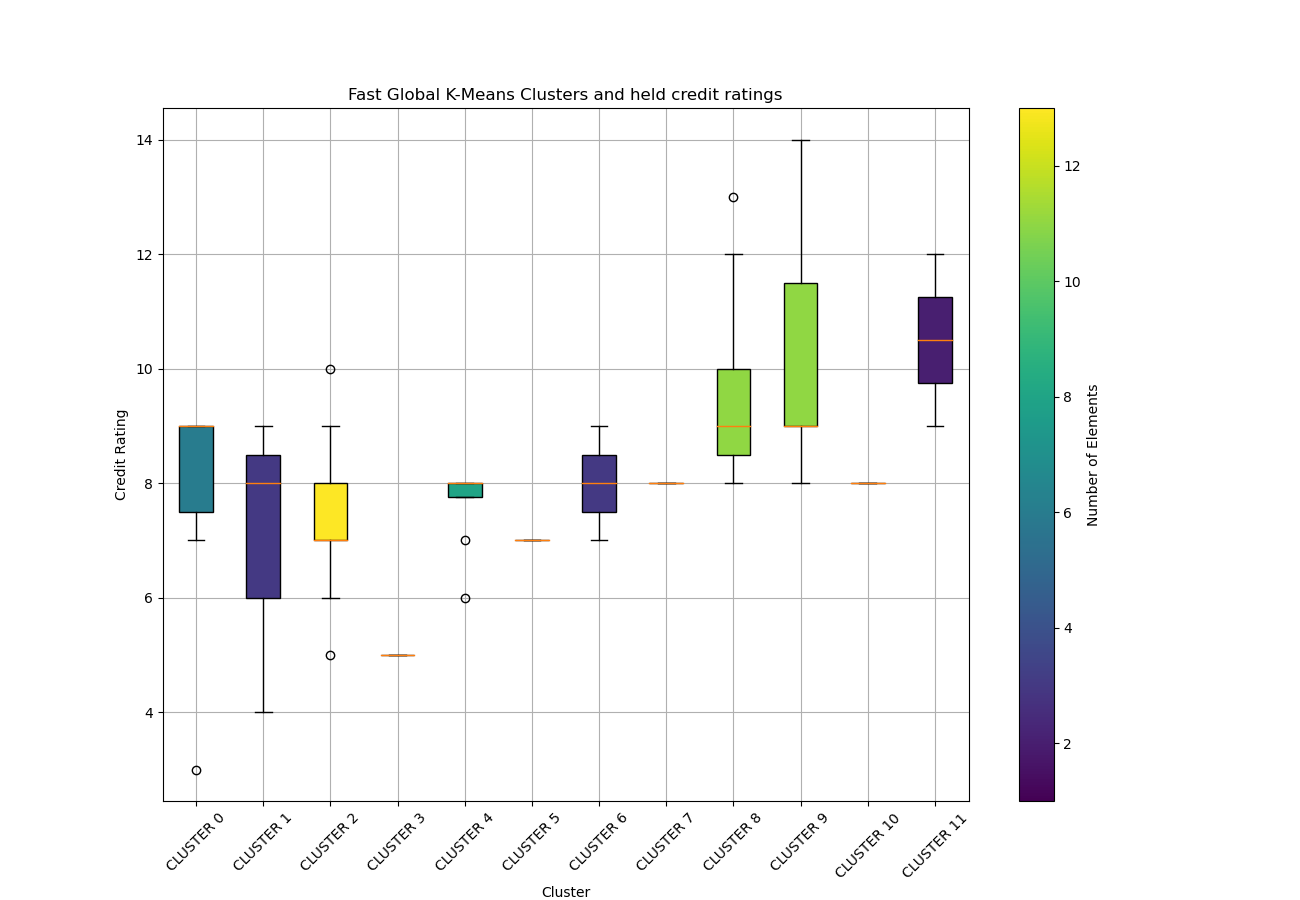 Fast Global K-Means Clusters and held credit ratings
14
12
10
8
6
4
Credit Rating
CLUSTER 0
CLUSTER 1
CLUSTER 2
CLUSTER 3
CLUSTER 4
CLUSTER 5
CLUSTER 6
CLUSTER 7
CLUSTER 8
CLUSTER 9
CLUSTER 10
CLUSTER 11
Cluster
12
10
8
6
4
2
Number of Elements